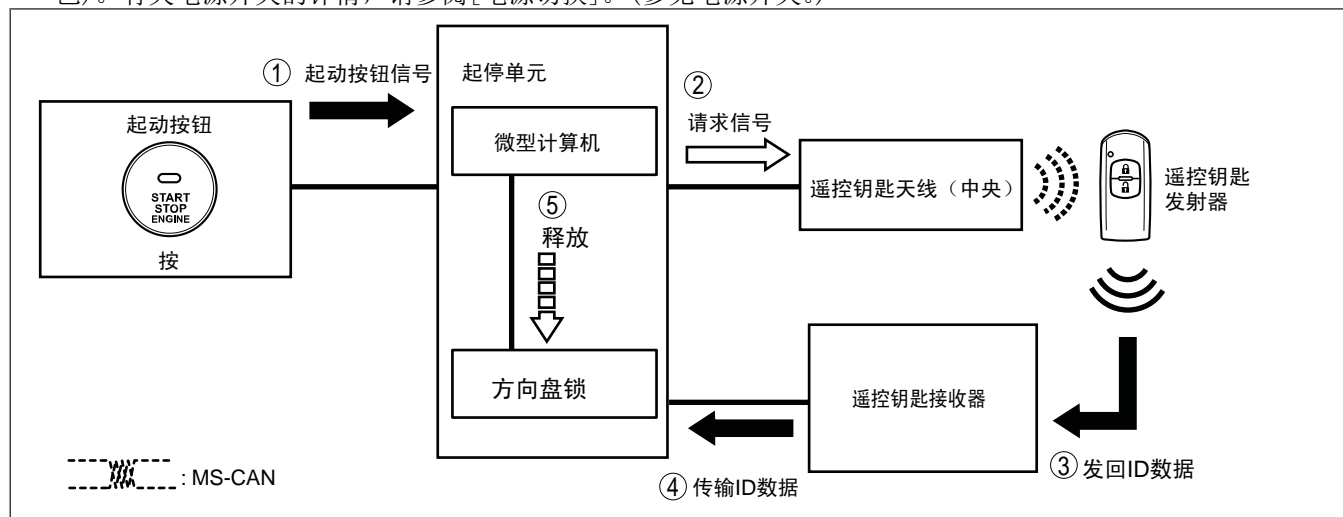 ① 起动按钮信号
起停单元
②
请求信号
起动按钮
START
STOP
ENGINE
按
微型计算机
遥控钥匙天线（中央）
遥控钥匙
发射器
⑤
释放
方向盘锁
遥控钥匙接收器
③ 发回ID数据
④ 传输ID数据
: MS-CAN